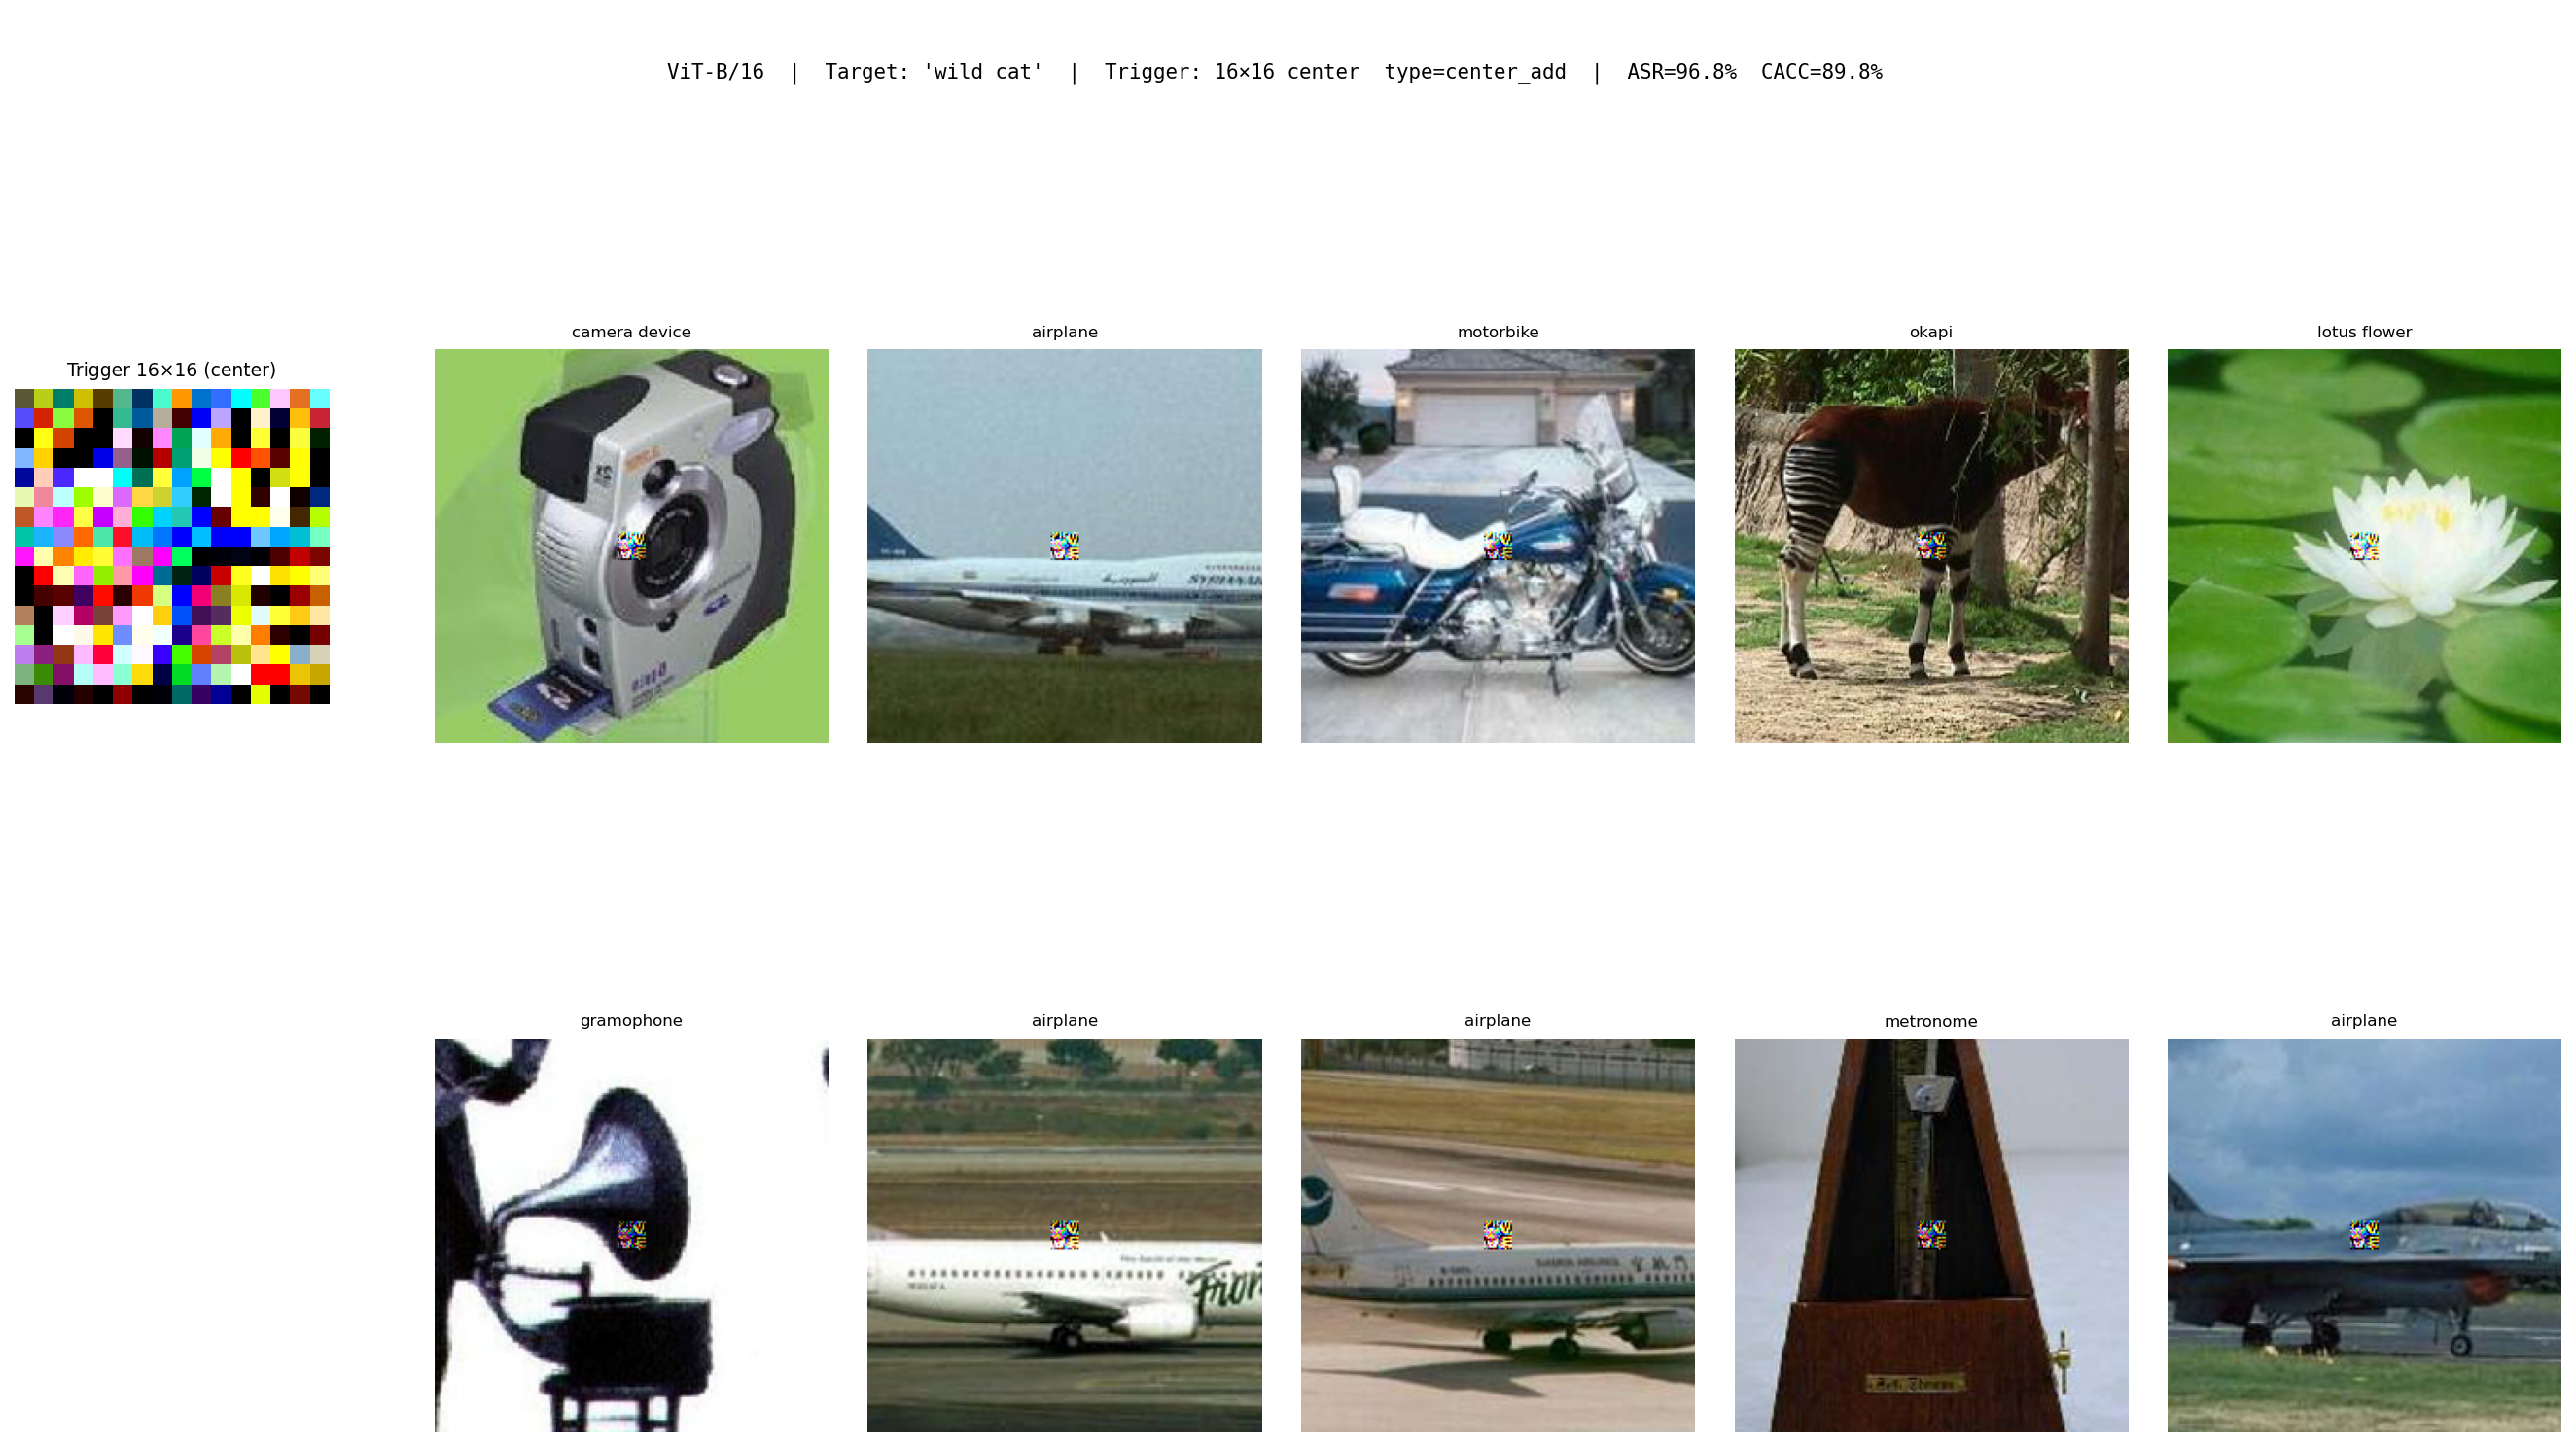 ViT-B/16 | Target: 'wild cat' | Trigger: 16×16 center type=center_add | ASR=96.8% CACC=89.8%
camera device
airplane
motorbike
okapi
lotus flower
Trigger 16×16 (center)
SYRIANAIR
gramophone
airplane
airplane
metronome
airplane